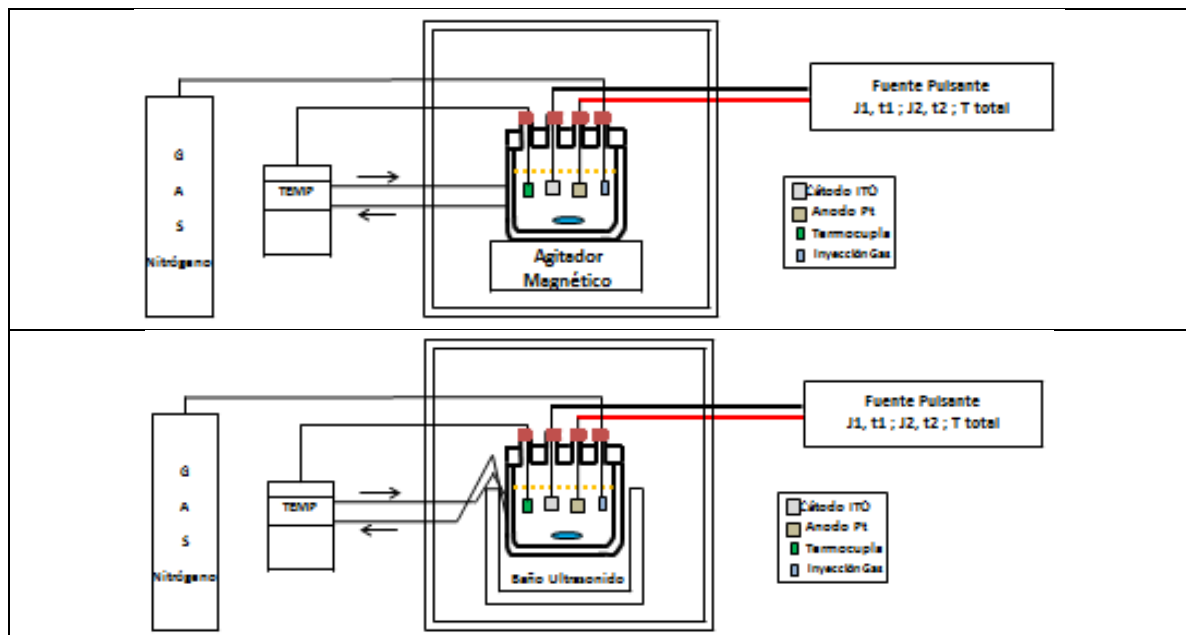 Fuente Pulsante
J1, t1 ; J2, t2 ; T total
G
A
S
Nitrógeno
TEMP
Cátodo ITO
Anodo Pt
Termocupla
Inyección Gas
Agitador
Magnético
Fuente Pulsante
J1, t1 ; J2, t2 ; T total
G
A
S
Nitrógeno
TEMP
Cátodo ITO
Anodo Pt
Termocupla
Inyección Gas
Baño Ultrasonido